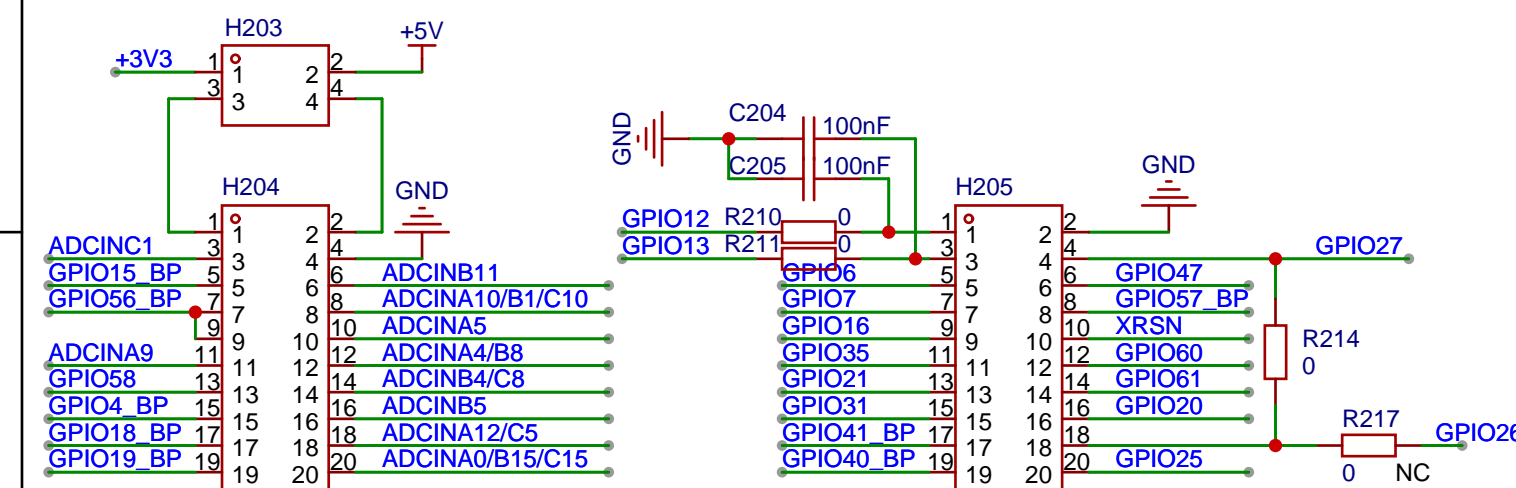 H203
+5V
+3V3 1 1 2 2
3 3 4 4
C204 100nF
GND
C205 100nF
H204 GND H205 GND
1 1 2 2 GPIO12 R210 0 1 1 2 2
ADCINC1 3 3 4 4 GPIO13 R211 0 3 3 4 4 GPIO27
GPIO15_BP 5 5 6 6 ADCINB11 GPIO6 5 5 6 6 GPIO47
GPIO56_BP 7 7 8 8 ADCINA10/B1/C10 GPIO7 7 7 8 8 GPIO57_BP
9 9 10 10 ADCINA5 GPIO16 9 9 10 10 XRSN R214
ADCINA9 11 11 12 12 ADCINA4/B8 GPIO35 11 11 12 12 GPIO60 0
GPIO58 13 13 14 14 ADCINB4/C8 GPIO21 13 13 14 14 GPIO61
GPIO4_BP 15 15 16 16 ADCINB5 GPIO31 15 15 16 16 GPIO20 R217
GPIO18_BP 17 17 18 18 ADCINA12/C5 GPIO41_BP 17 17 18 18 GPIO26
GPIO19_BP 19 19 20 20 ADCINA0/B15/C15 GPIO40_BP 19 19 20 20 GPIO25 0 NC